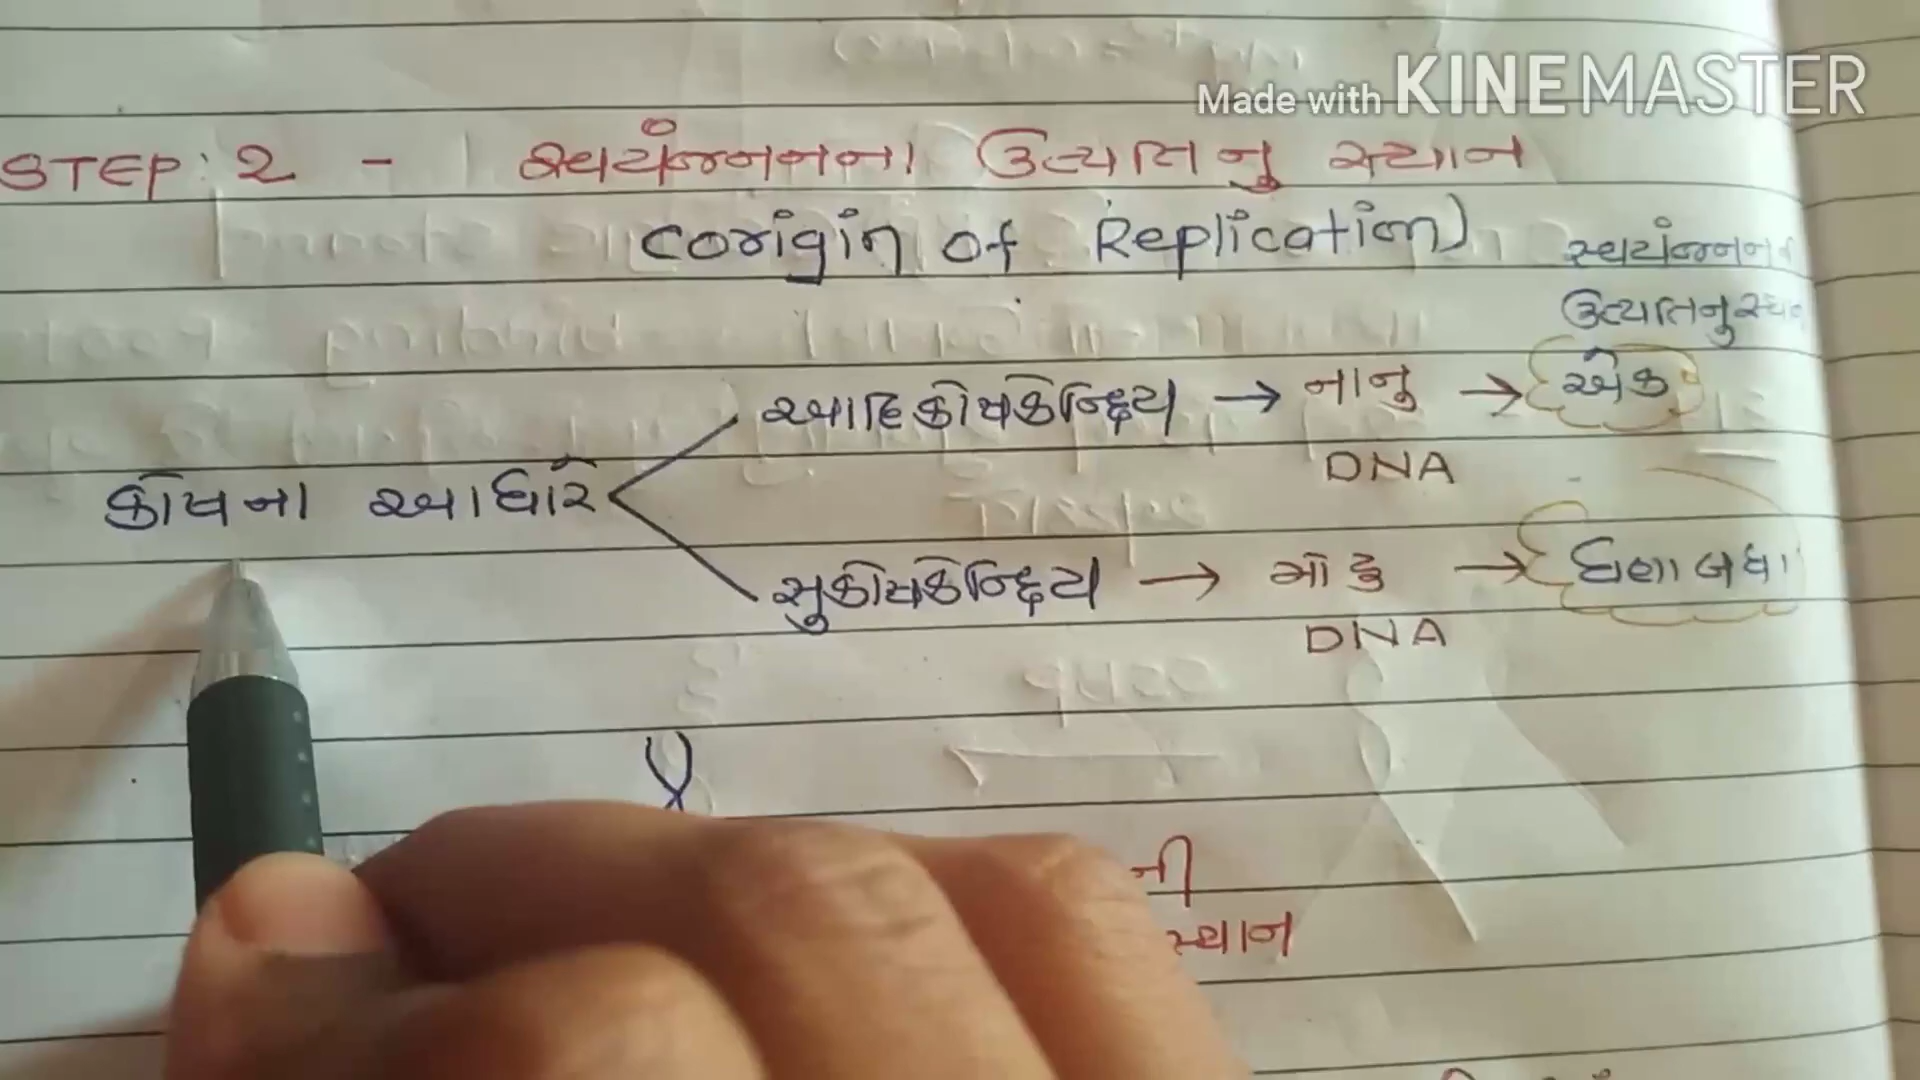 Made with KINEMASTER
STEP: 2 - સ્વયંજનનના ઉત્પતિનુ સ્થાન
(origin of Replication)
સ્વયંજનનન
ઉત્પતિનુ સ્થાન
આદિકોષકેન્દ્રિય → નાનુ → એક
DNA
કોષના આધારે
સુકોષકેન્દ્રિય → મોટુ → ઘણા બધા
DNA
ની
સ્થાન